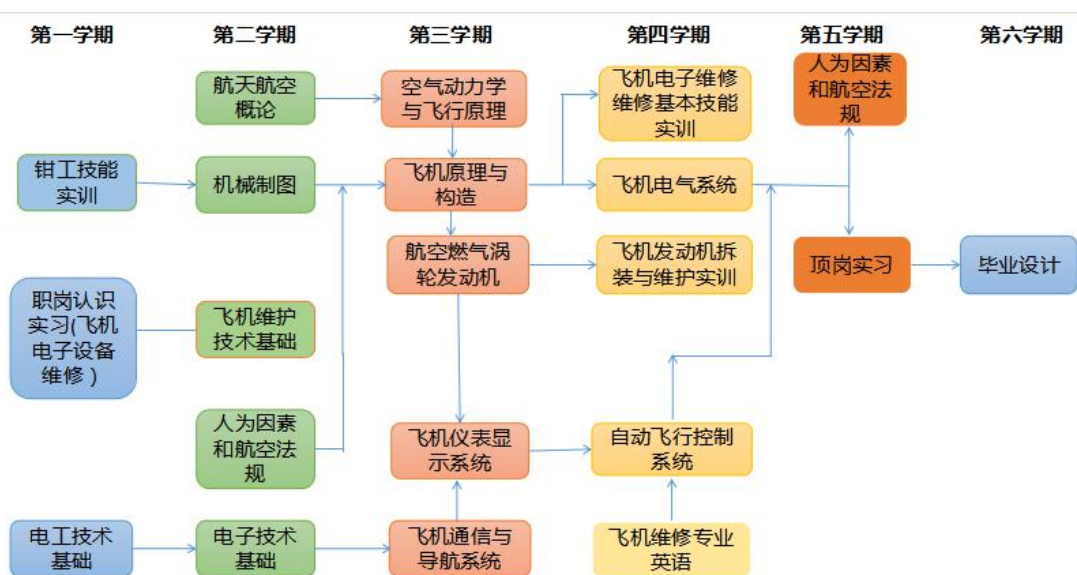 第一学期
第二学期
第三学期
第四学期
第五学期
第六学期
航天航空
概论
空气动力学
与飞行原理
飞机电子维修
维修基本技能
实训
人为因素
和航空法
规
钳工技能
实训
机械制图
飞机原理与
构造
飞机电气系统
航空燃气涡
轮发动机
飞机发动机拆
装与维护实训
顶岗实习
毕业设计
职岗认识
实习(飞机
电子设备
维修）
飞机维护
技术基础
人为因素
和航空法
规
飞机仪表显
示系统
自动飞行控制
系统
电工技术
基础
电子技术
基础
飞机通信与
导航系统
飞机维修专业
英语